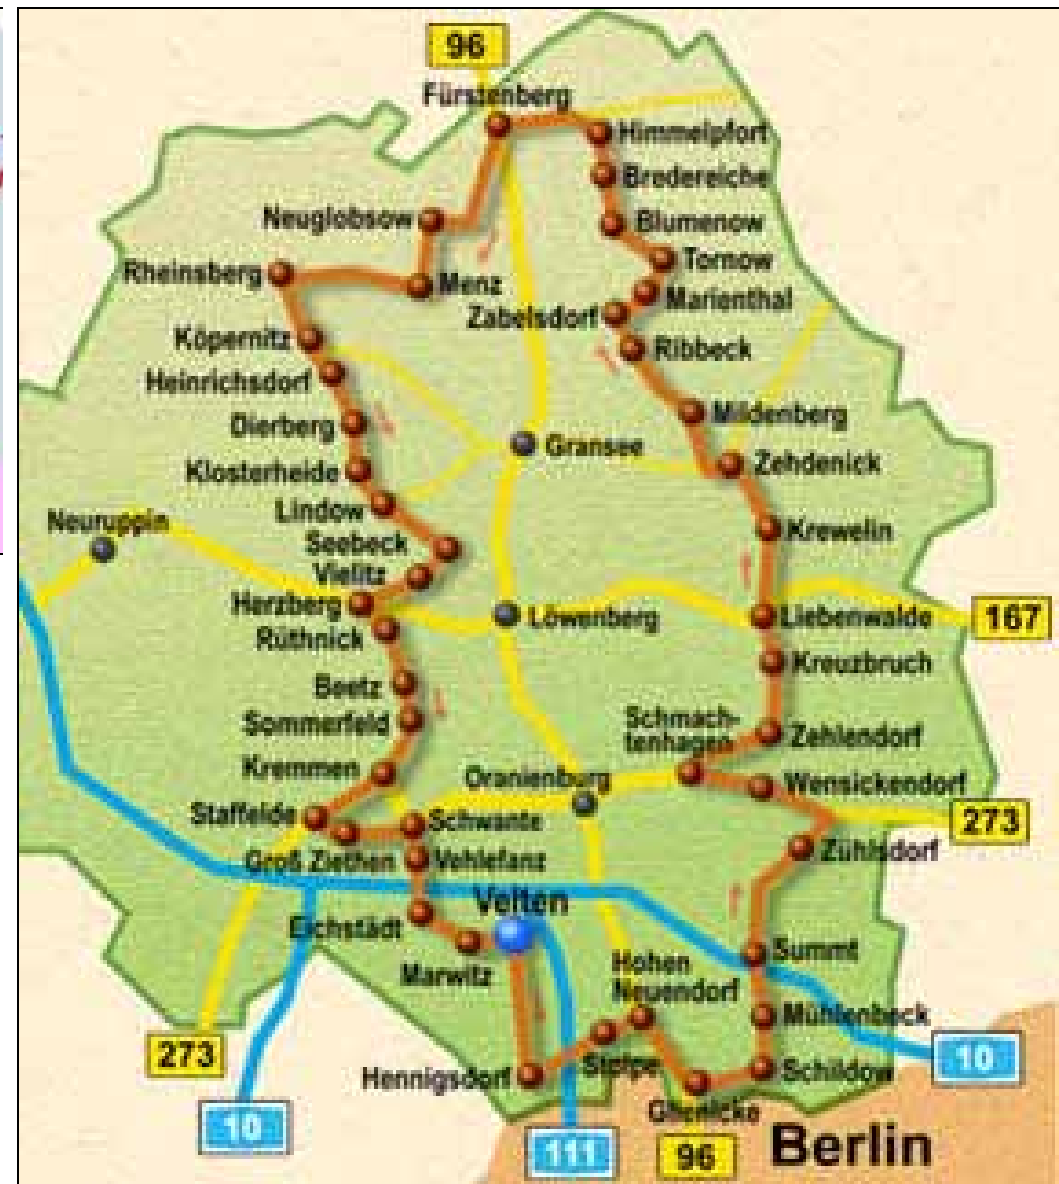 96
Fürstenberg
Himmelpfort
Bredereiche
Neuglobsow
Blumenow
Tornow
Rheinsberg
Menz
Marienthal
Zabelsdorf
Köpernitz
Ribbeck
Heinrichsdorf
Mildenberg
Dierberg
Gransee
Zehdenick
Klosterheide
Lindow
Neuruppin
Krewelin
Seebeck
Vielitz
Herzberg
Löwenberg
Liebenwalde
167
Rüthnick
Kreuzbruch
Beetz
Sommerfeld
Schmach-
tenhagen
Zehlendorf
Kremmen
Oranienburg
Wensickendorf
Staffelde
Schwante
273
Zühlsdorf
Groß Ziethen
Vehlefanz
Velten
Eichstädt
Summt
Marwitz
Hohen
Neuendorf
Mühlenbeck
273
10
Hennigsdorf
Stolpe
Schildow
Glienicke
10
111
96
Berlin